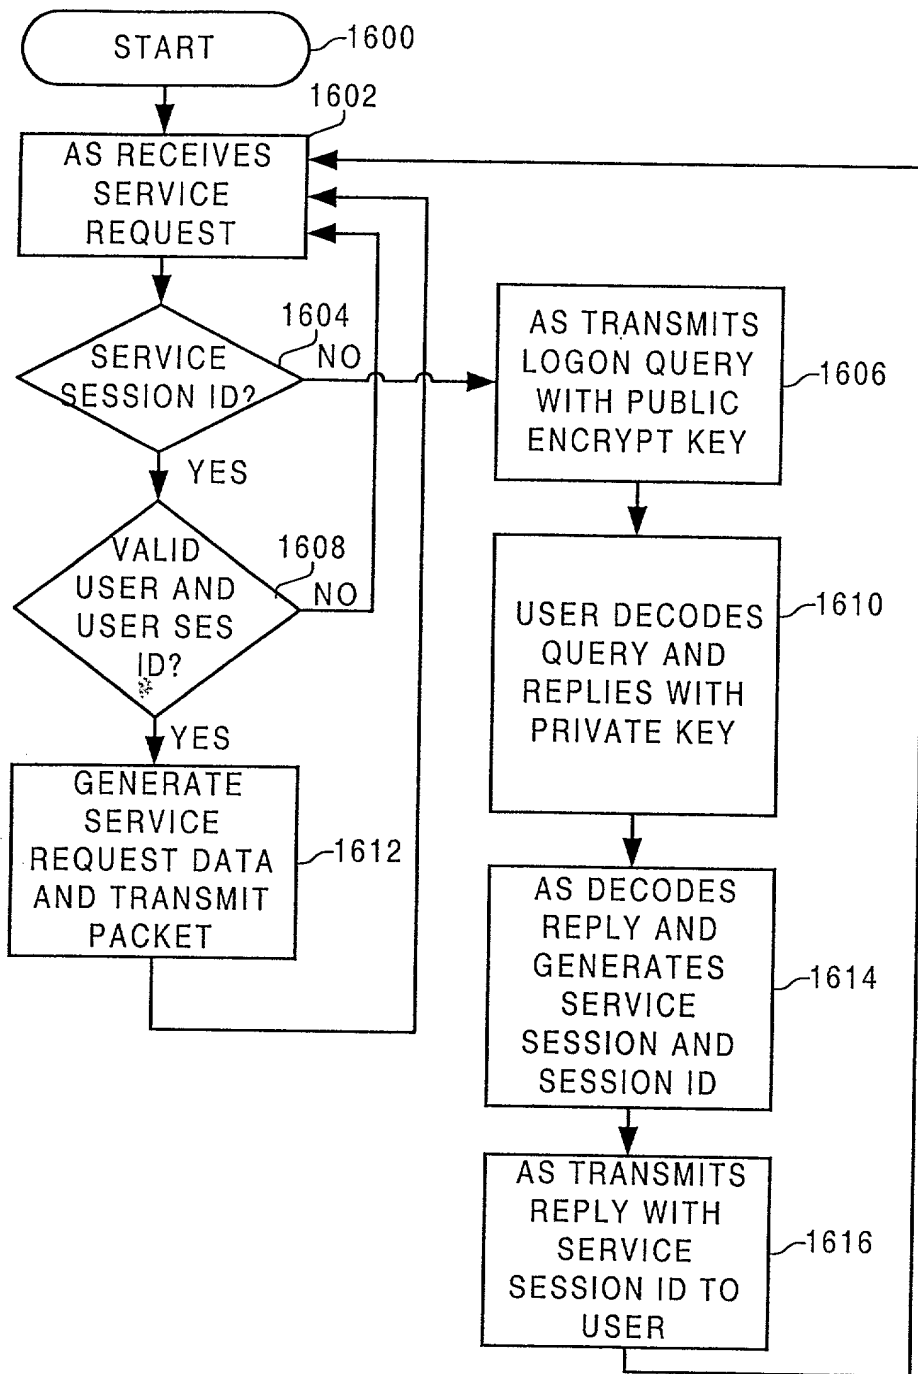 START
1600
1602
AS RECEIVES
SERVICE
REQUEST
1604
SERVICE
SESSION ID?
NO
YES
AS TRANSMITS
LOGON QUERY
WITH PUBLIC
ENCRYPT KEY
1606
1608
VALID
USER AND
USER SES
ID?
NO
YES
USER DECODES
QUERY AND
REPLIES WITH
PRIVATE KEY
1610
GENERATE
SERVICE
REQUEST DATA
AND TRANSMIT
PACKET
1612
AS DECODES
REPLY AND
GENERATES
SERVICE
SESSION AND
SESSION ID
1614
AS TRANSMITS
REPLY WITH
SERVICE
SESSION ID TO
USER
1616